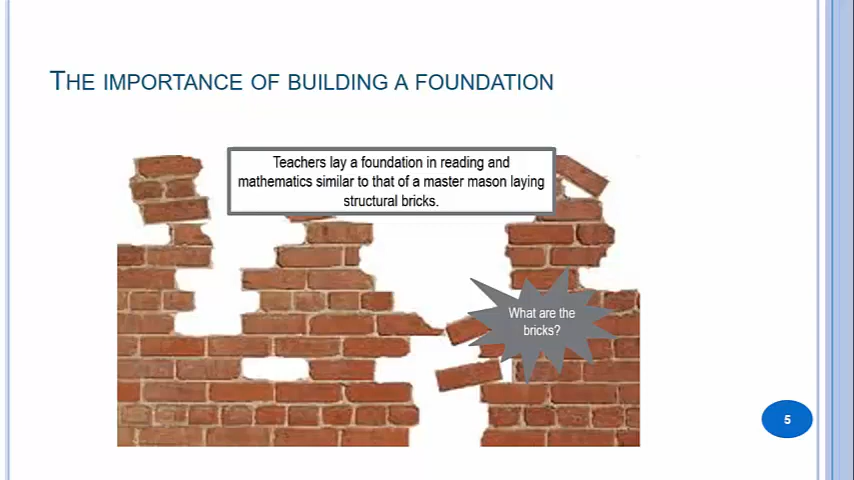 THE IMPORTANCE OF BUILDING A FOUNDATION
Teachers lay a foundation in reading and
mathematics similar to that of a master mason laying
structural bricks.
What are the
bricks?
5